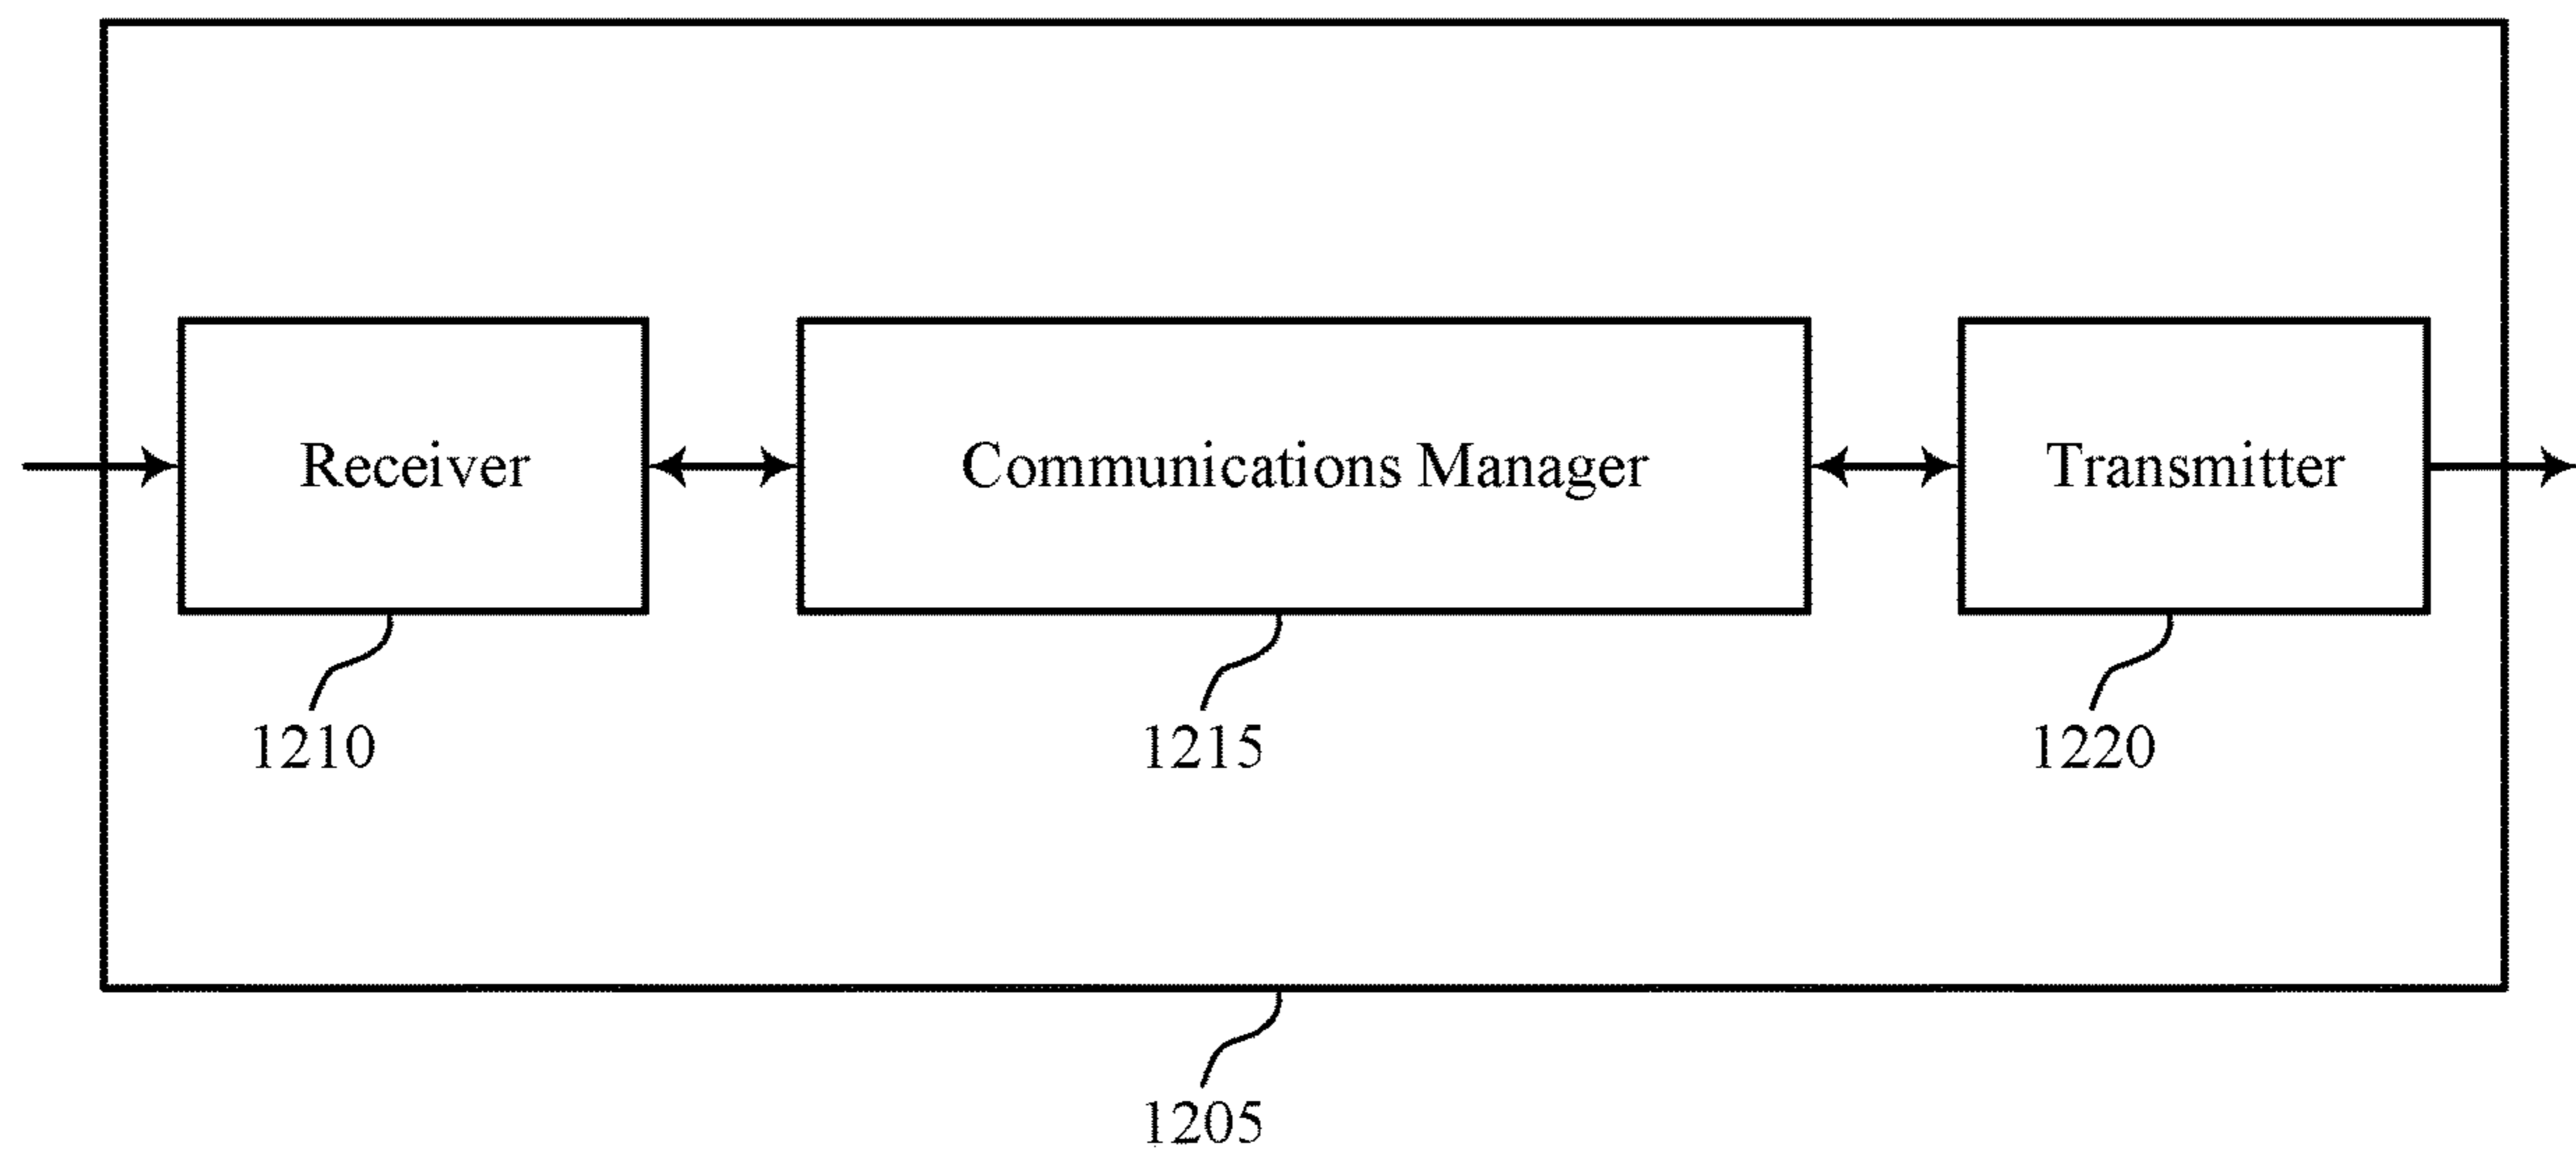 Receiver
Communications Manager
Transmitter
1210
1215
1220
1205